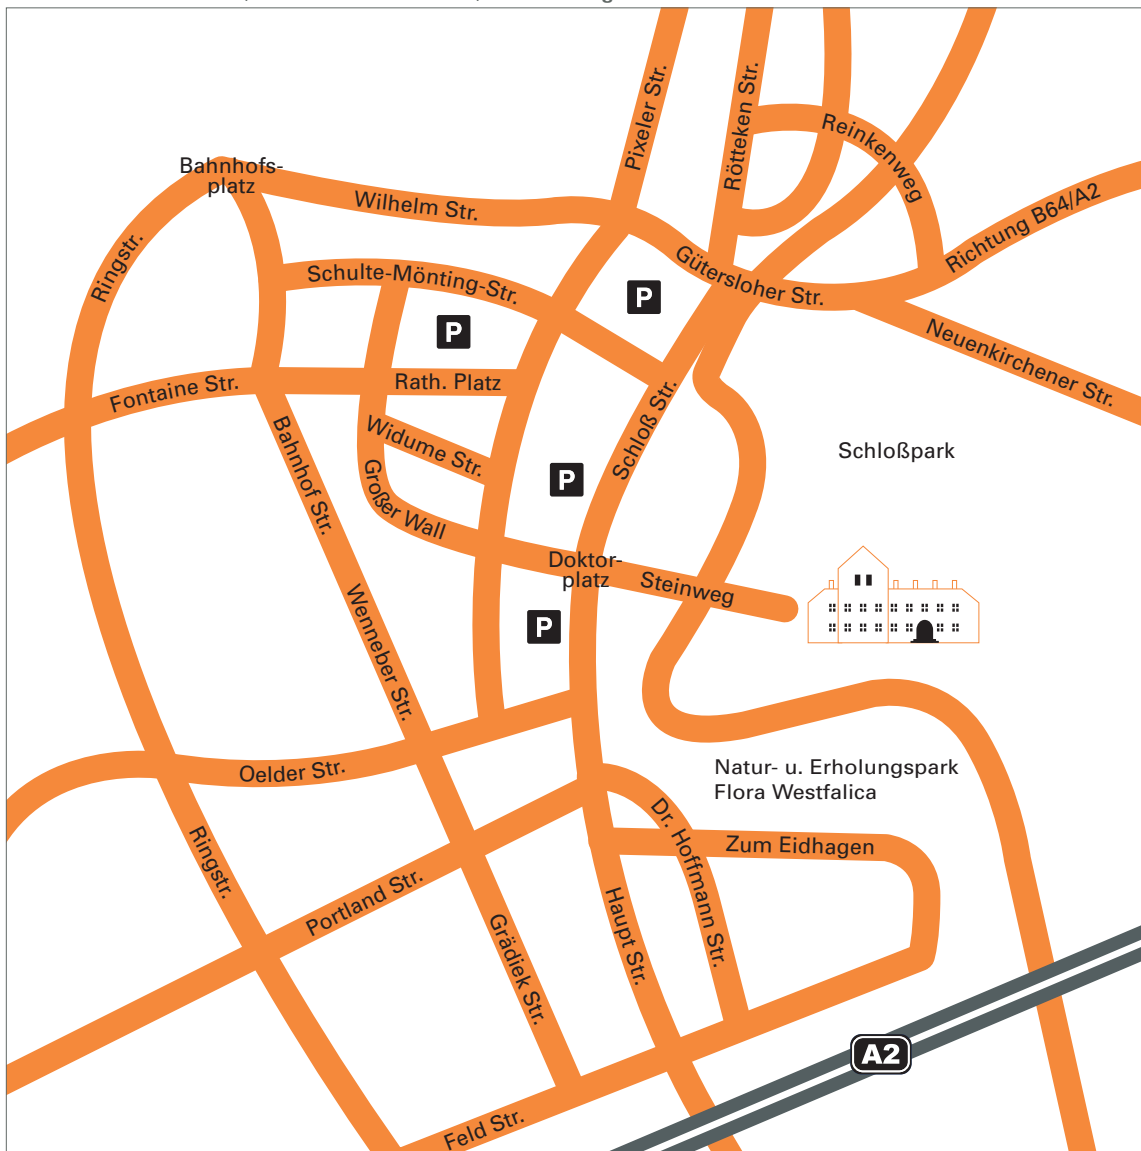 Pixeler Str.
Rötteken Str.
Reinkenweg
Bahnhofs-
platz
Wilhelm Str.
Richtung B64/A2
Ringstr.
Schulte-Mönting-Str.
Gütersloher Str.
P
P
Neuenkirchener Str.
Fontaine Str.
Rath. Platz
Widume Str.
Schloß Str.
Schloßpark
Bahnhof Str.
Großer Wall
P
Doktor-
platz
Steinweg
P
Wenneber Str.
Oelder Str.
Natur- u. Erholungspark
Flora Westfalica
Dr. Hoffmann Str.
Zum Eidhagen
Ringstr.
Portland Str.
Haupt Str.
Grädiek Str.
A2
Feld Str.